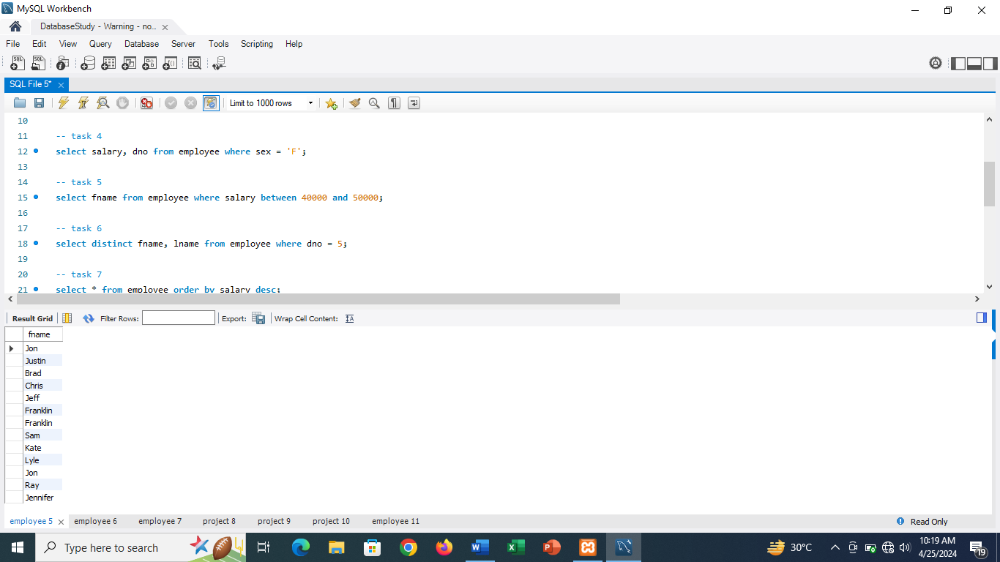 MySQL Workbench
DatabaseStudy - Warning - no...
File Edit View Query Database Server Tools Scripting Help
SQL File 5*
Limit to 1000 rows
10
11 -- task 4
12 select salary, dno from employee where sex = 'F';
13
14 -- task 5
15 select fname from employee where salary between 40000 and 50000;
16
17 -- task 6
18 select distinct fname, lname from employee where dno = 5;
19
20 -- task 7
21 select * from employee order by salary desc;
Result Grid Filter Rows: Export: Wrap Cell Content:
fname
Jon
Justin
Brad
Chris
Jeff
Franklin
Franklin
Sam
Kate
Lyle
Jon
Ray
Jennifer
employee 5 employee 6 employee 7 project 8 project 9 project 10 employee 11 Read Only
Type here to search 30°C 10:19 AM
4/25/2024 19